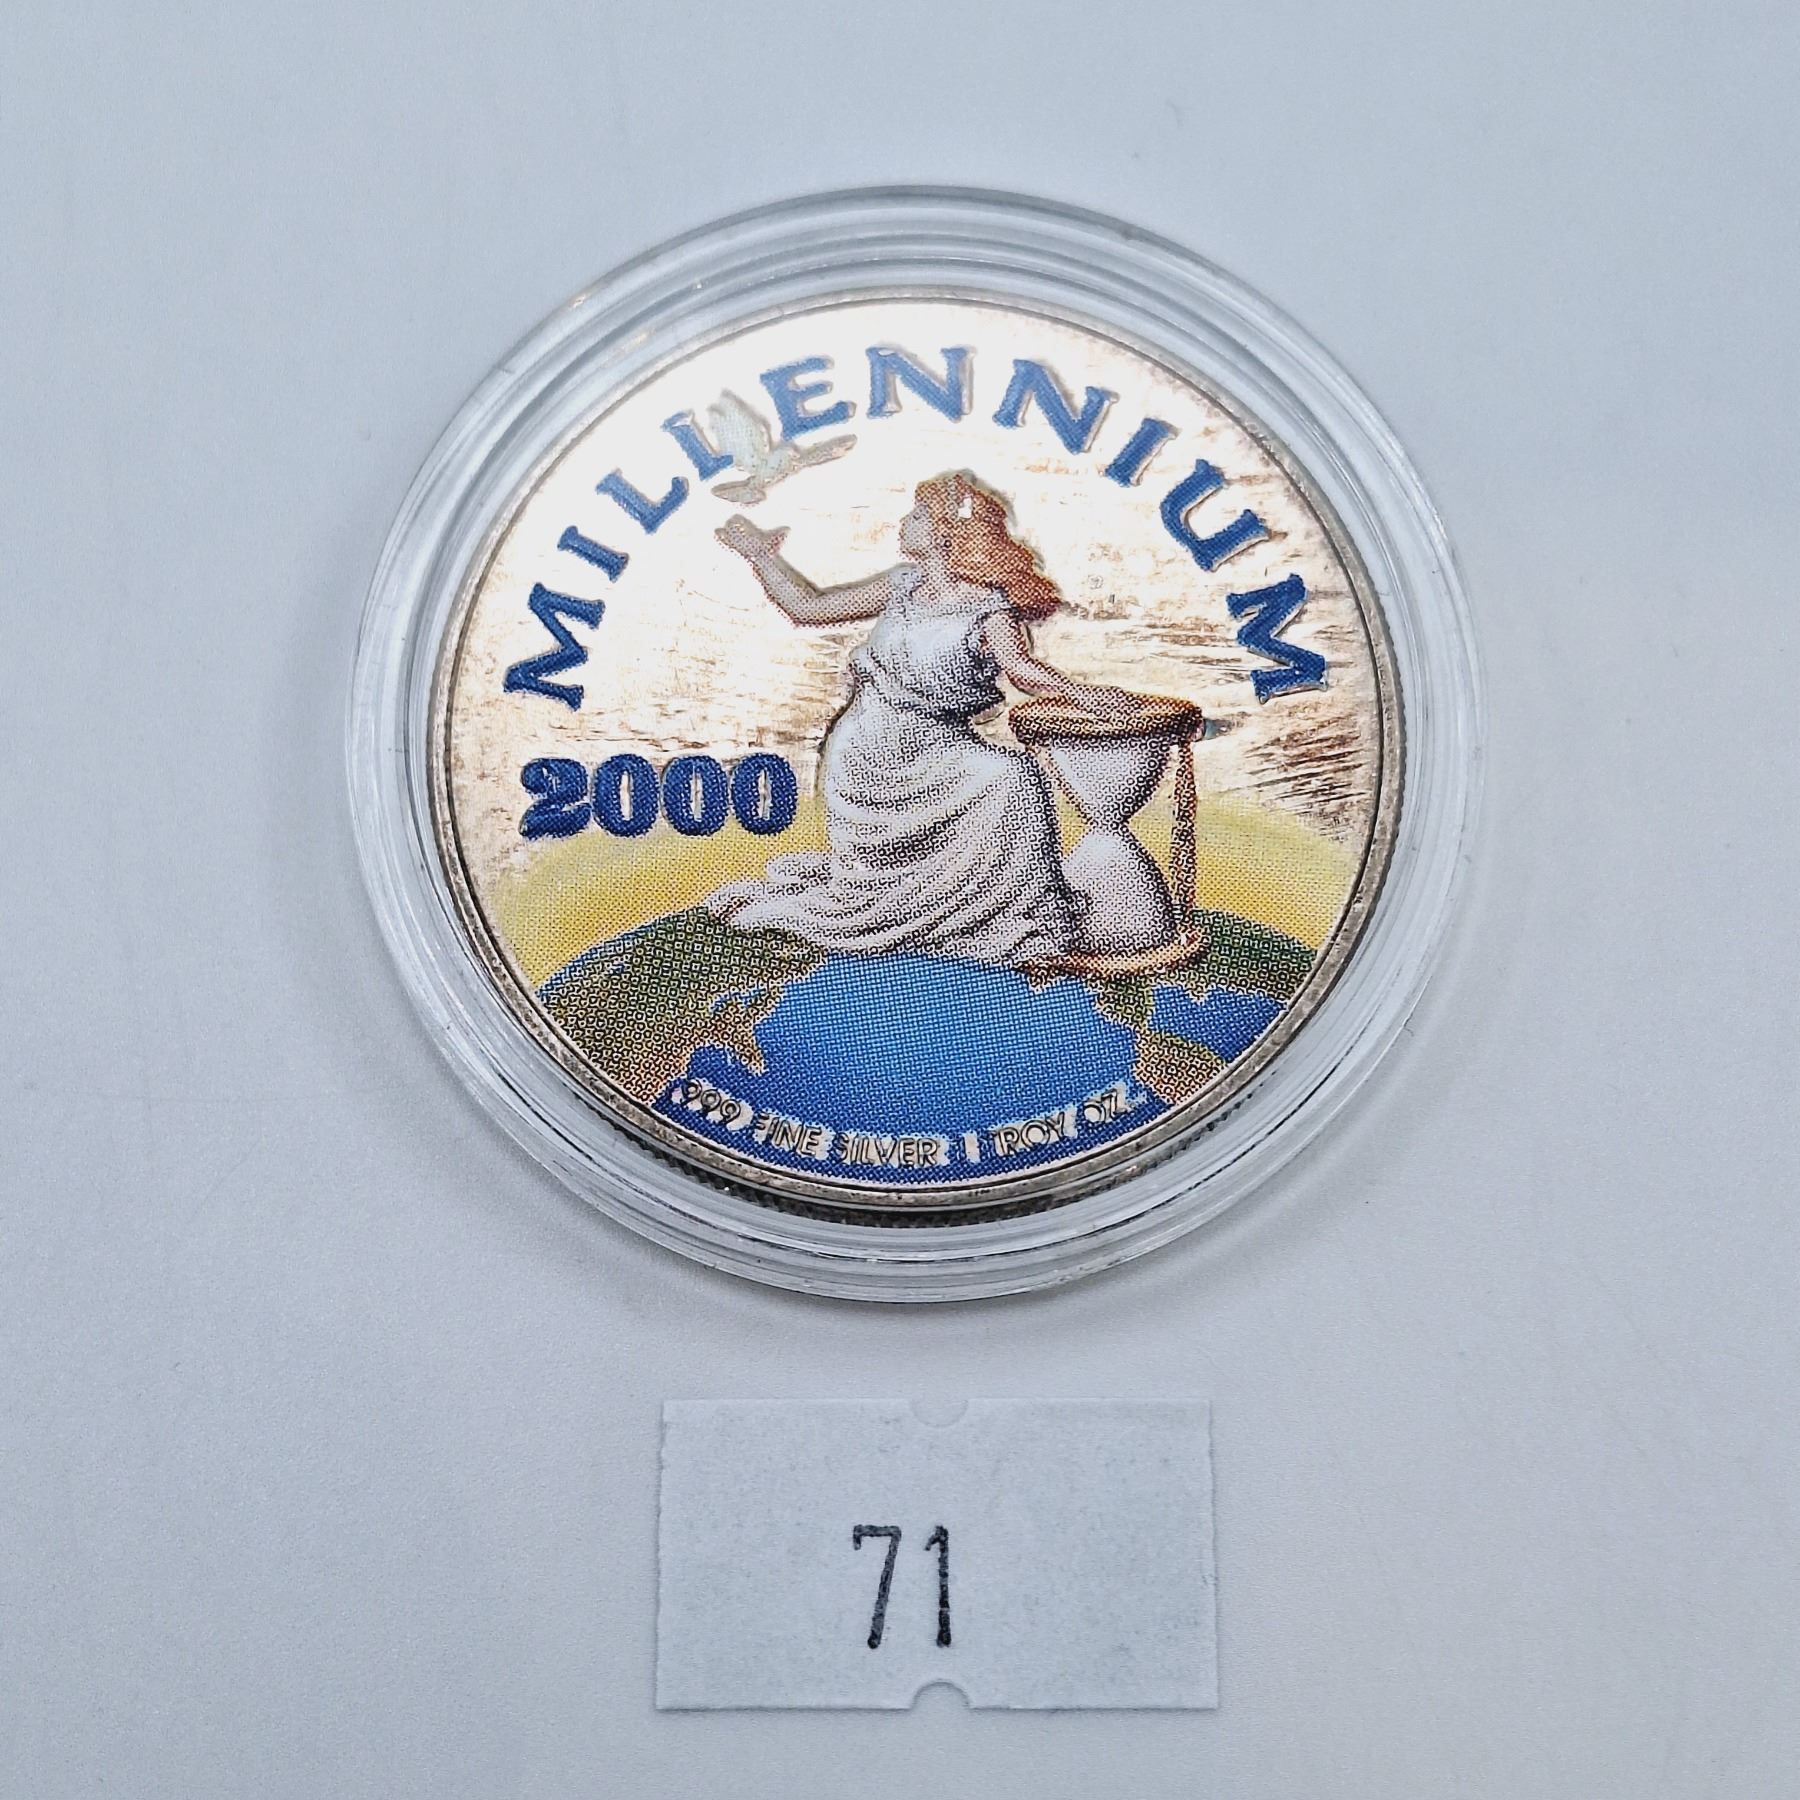 MILLENNIUM
2000
.999 FINE SILVER 1 TROY OZ.
71